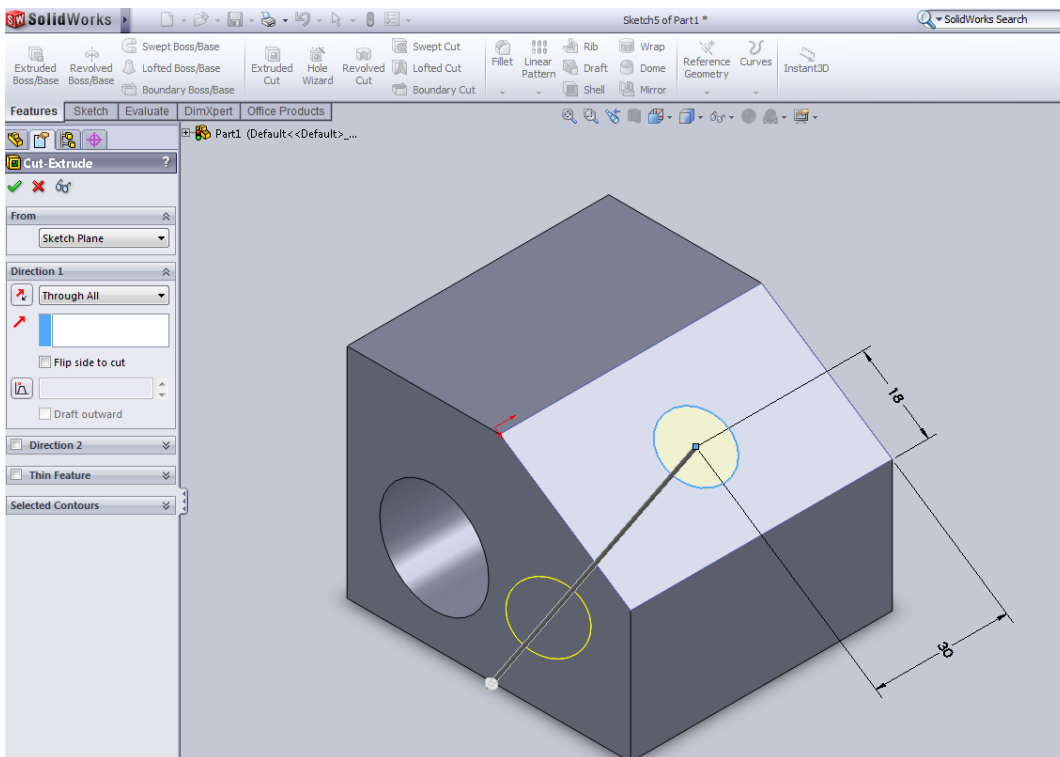 SW SolidWorks
Sketch5 of Part1 *
SolidWorks Search
Extruded Boss/Base
Revolved Boss/Base
Swept Boss/Base
Lofted Boss/Base
Boundary Boss/Base
Extruded Cut
Hole Wizard
Revolved Cut
Swept Cut
Lofted Cut
Boundary Cut
Fillet
Linear Pattern
Rib
Draft
Shell
Wrap
Dome
Mirror
Reference Geometry
Curves
Instant3D
Features
Sketch
Evaluate
DimXpert
Office Products
Part1 (Default<<Default>_...
Cut-Extrude
?
From
Sketch Plane
Direction 1
Through All
Flip side to cut
Draft outward
Direction 2
Thin Feature
Selected Contours
18
30